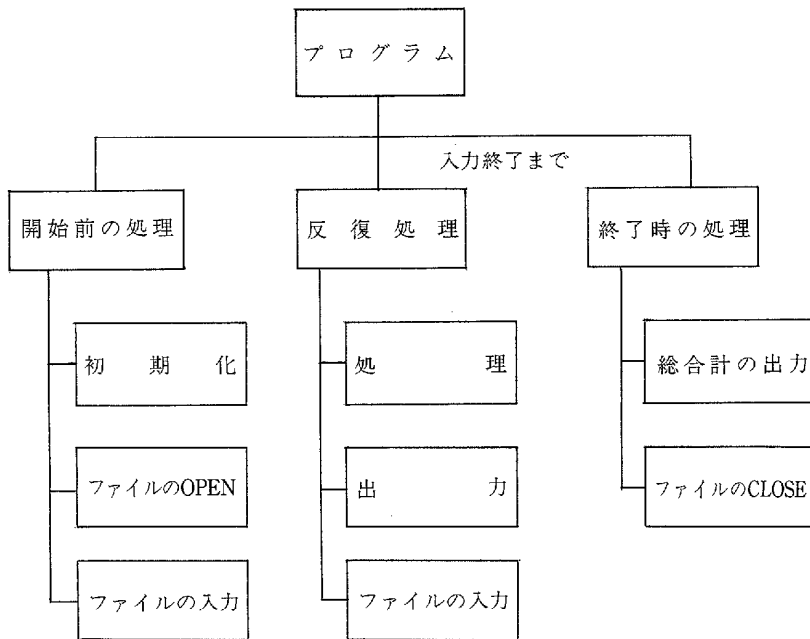 プログラム
入力終了まで
開始前の処理
反復処理
終了時の処理
初期化
処理
総合計の出力
ファイルのOPEN
出力
ファイルのCLOSE
ファイルの入力
ファイルの入力